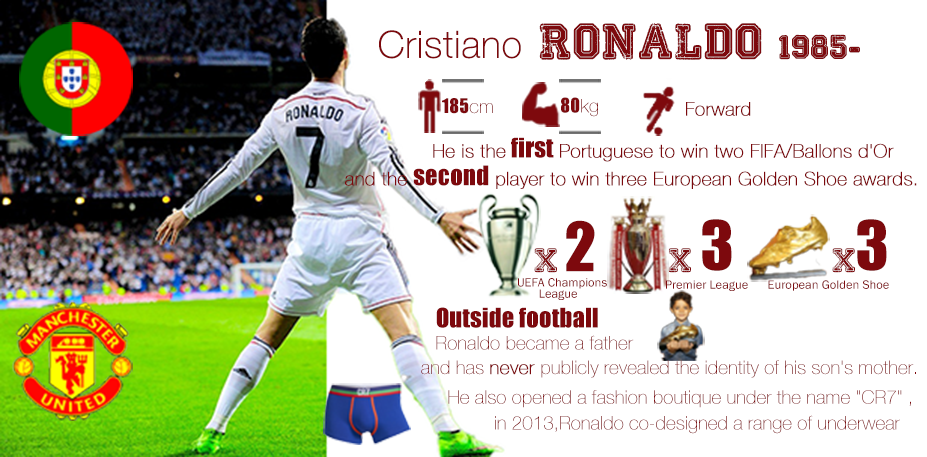 Cristiano RONALDO 1985-
185cm
80kg
Forward
He is the first Portuguese to win two FIFA/Ballons d'Or
and the second player to win three European Golden Shoe awards.
RONALDO
7
x 2
x 3
x3
UEFA Champions
League
Premier League
European Golden Shoe
Outside football
Ronaldo became a father
and has never publicly revealed the identity of his son's mother.
MANCHESTER
UNITED
CR7
He also opened a fashion boutique under the name "CR7" ,
in 2013,Ronaldo co-designed a range of underwear